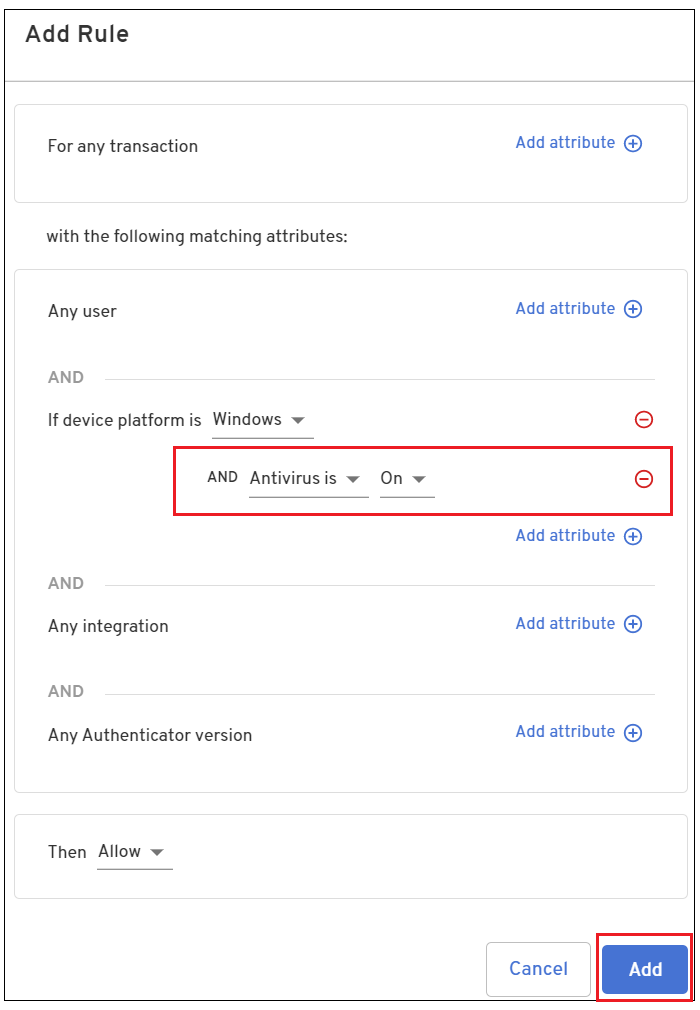 Add Rule
For any transaction Add attribute
with the following matching attributes:
Any user Add attribute
AND
If device platform is Windows
AND Antivirus is On
Add attribute
AND
Any integration Add attribute
AND
Any Authenticator version Add attribute
Then Allow
Cancel Add